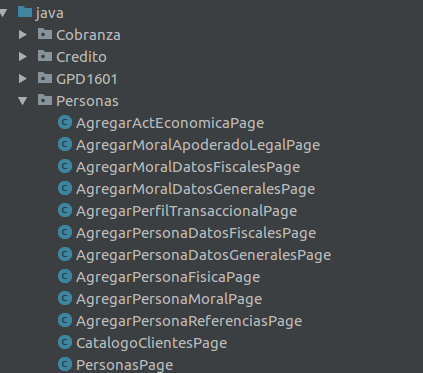 java
Cobranza
Credito
GPD1601
Personas
AgregarActEconomicaPage
AgregarMoralApoderadoLegalPage
AgregarMoralDatosFiscalesPage
AgregarMoralDatosGeneralesPage
AgregarPerfilTransaccionalPage
AgregarPersonaDatosFiscalesPage
AgregarPersonaDatosGeneralesPage
AgregarPersonaFisicaPage
AgregarPersonaMoralPage
AgregarPersonaReferenciasPage
CatalogoClientesPage
PersonasPage